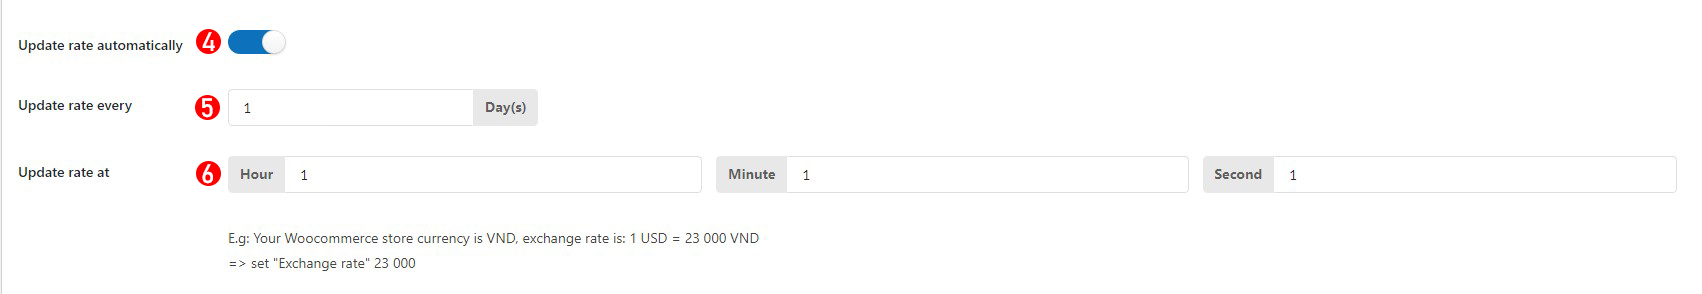 Update rate automatically 4
Update rate every 5 1 Day(s)
Update rate at 6 Hour 1 Minute 1 Second 1
E.g: Your Woocommerce store currency is VND, exchange rate is: 1 USD = 23 000 VND
=> set "Exchange rate" 23 000